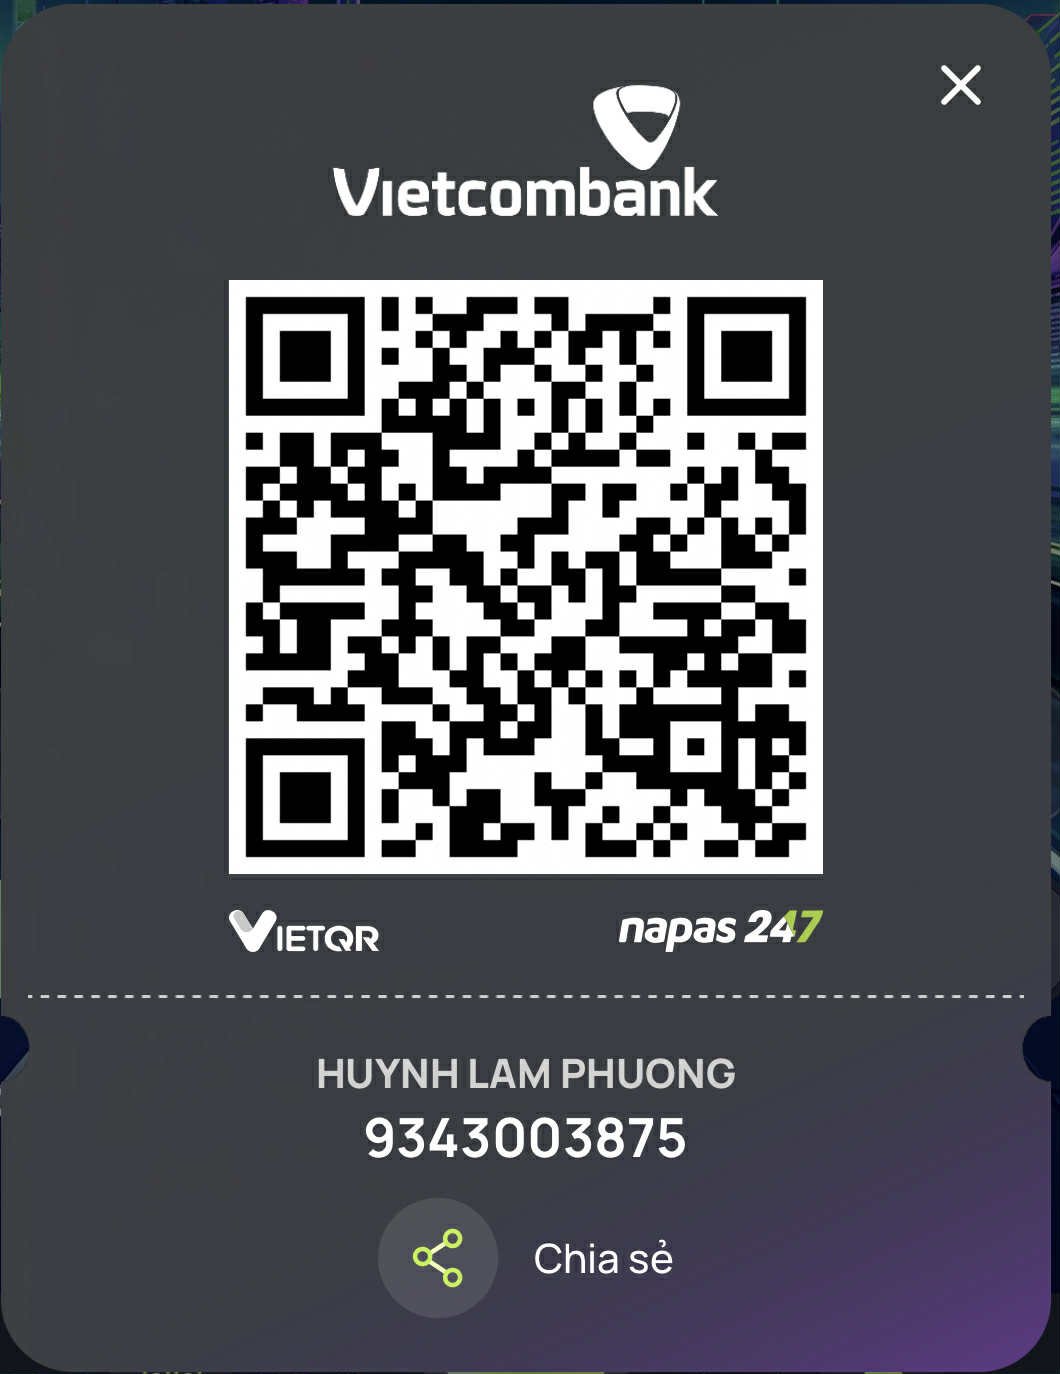 Vietcombank
VIETQR
napas 247
HUYNH LAM PHUONG
9343003875
Chia sẻ